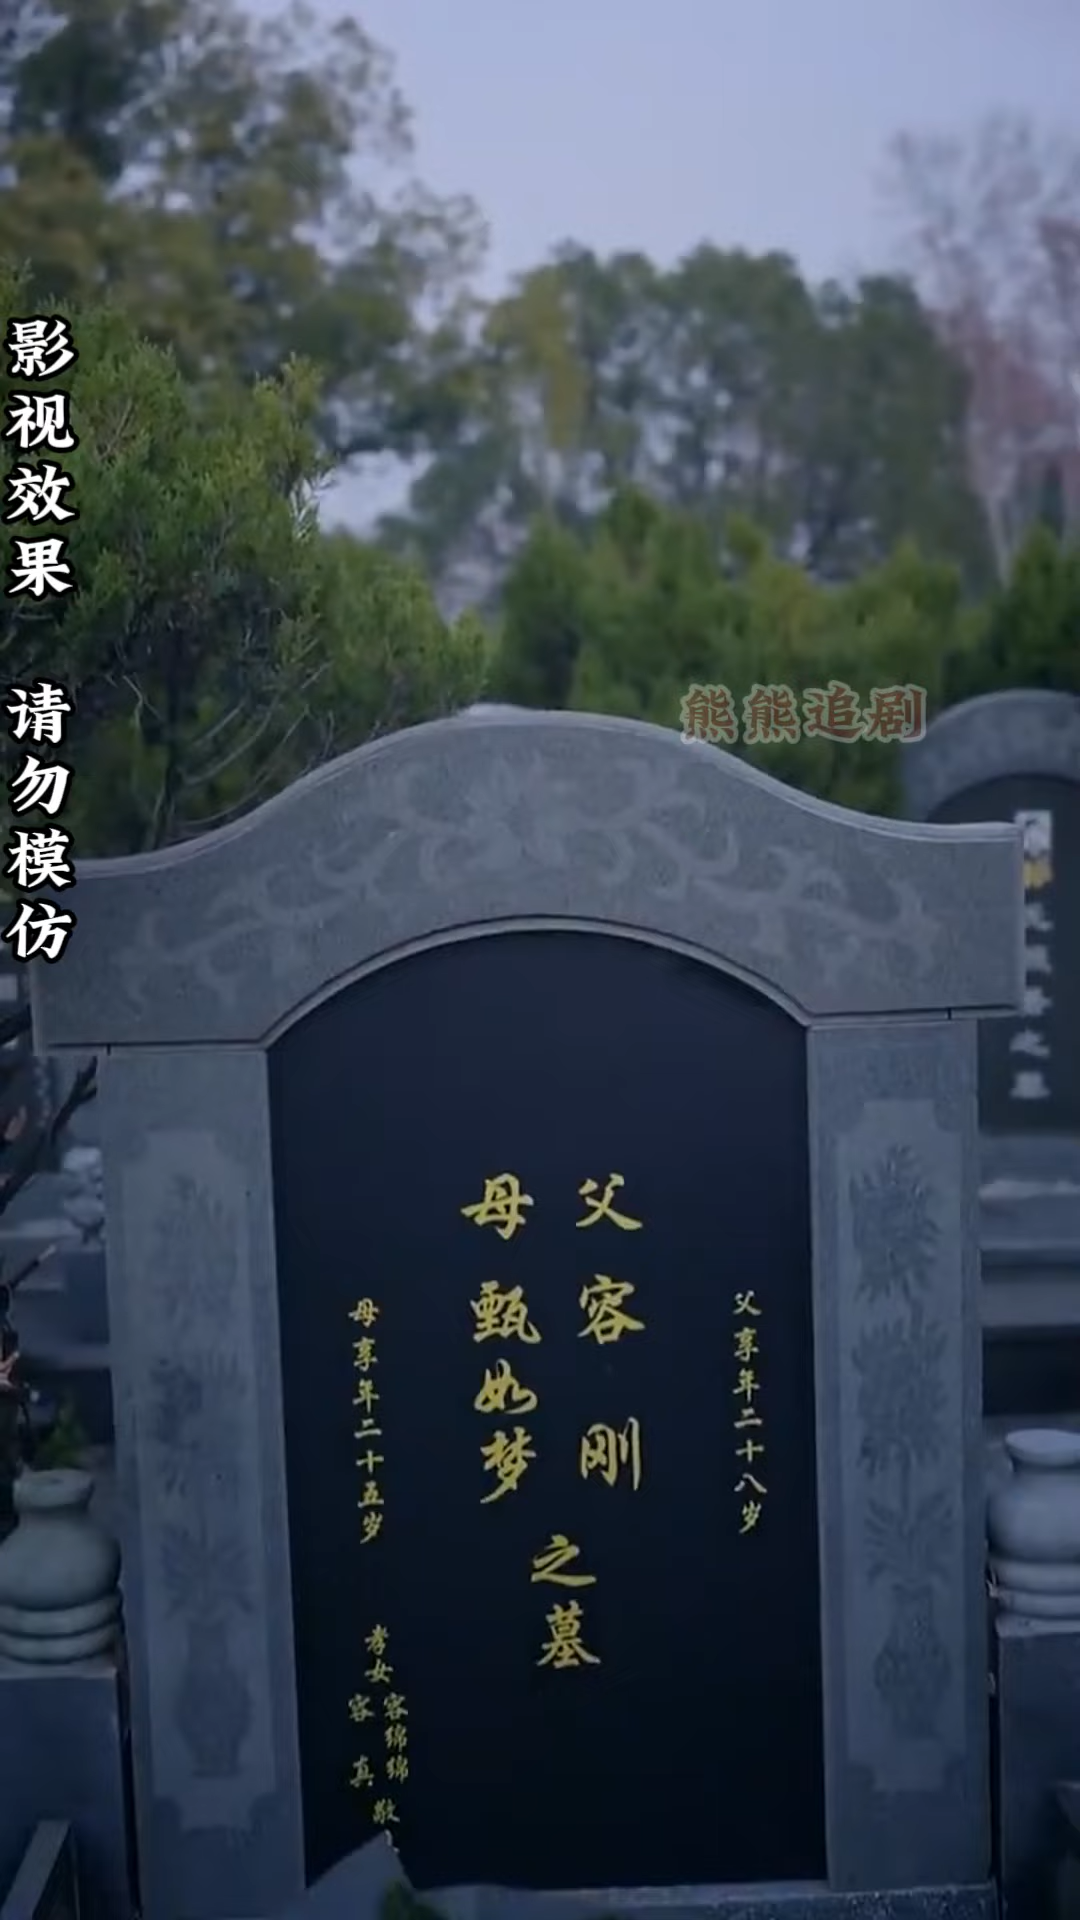 影视效果 请勿模仿
熊熊追剧
父享年二十八岁
父容刚
母甄如梦
之墓
母享年二十五岁
孝女容绵绵
容真
敬